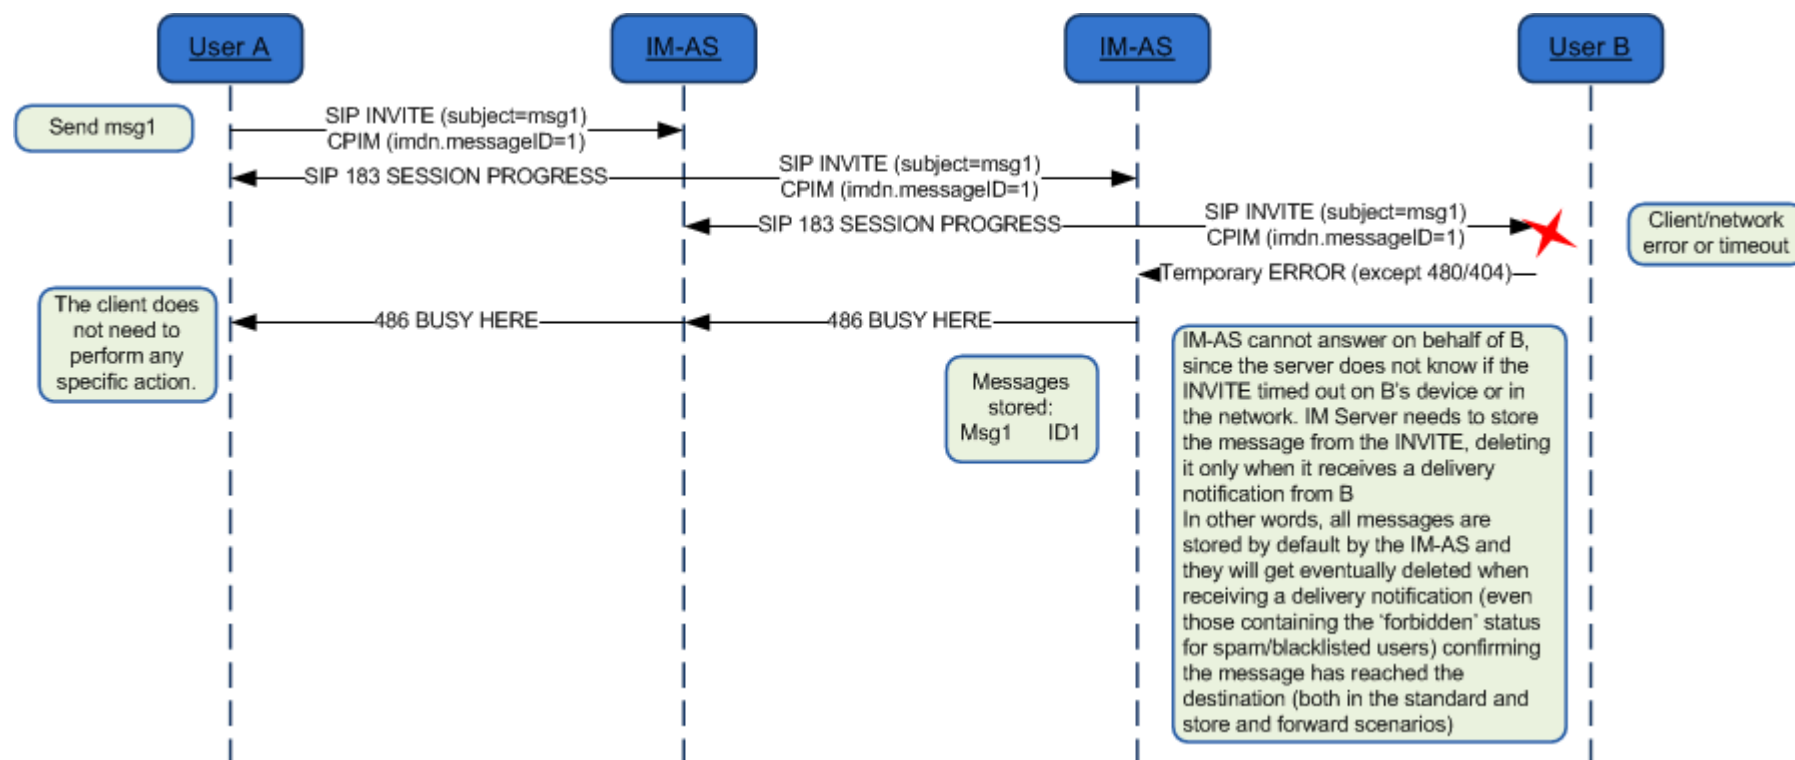 User A
IM-AS
IM-AS
User B
Send msg1
SIP INVITE (subject=msg1)
CPIM (imdn.messageID=1)
SIP 183 SESSION PROGRESS
SIP INVITE (subject=msg1)
CPIM (imdn.messageID=1)
SIP 183 SESSION PROGRESS
SIP INVITE (subject=msg1)
CPIM (imdn.messageID=1)
Client/network
error or timeout
Temporary ERROR (except 480/404)
The client does
not need to
perform any
specific action.
486 BUSY HERE
486 BUSY HERE
Messages
stored:
Msg1 ID1
IM-AS cannot answer on behalf of B,
since the server does not know if the
INVITE timed out on B's device or in
the network. IM Server needs to store
the message from the INVITE, deleting
it only when it receives a delivery
notification from B
In other words, all messages are
stored by default by the IM-AS and
they will get eventually deleted when
receiving a delivery notification (even
those containing the 'forbidden' status
for spam/blacklisted users) confirming
the message has reached the
destination (both in the standard and
store and forward scenarios)